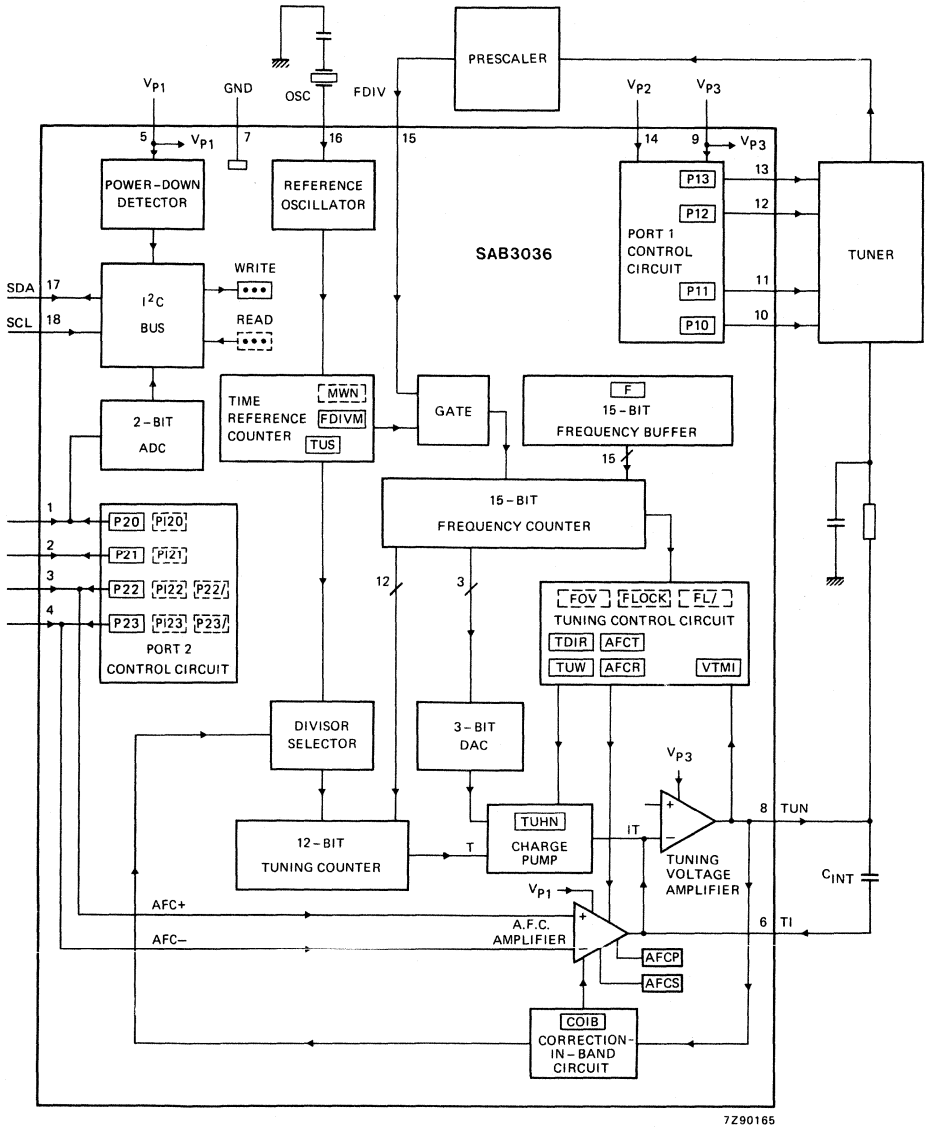 PRESCALER
VP1
GND
OSC
FDIV
VP2
VP3
5
VP1
7
16
15
14
9
VP3
POWER-DOWN
DETECTOR
REFERENCE
OSCILLATOR
SAB3036
P13
P12
PORT 1
CONTROL
CIRCUIT
P11
P10
13
12
11
10
TUNER
SDA
17
SCL
18
I2C
BUS
WRITE
READ
2-BIT
ADC
TIME
REFERENCE
COUNTER
MWN
FDIVM
TUS
GATE
F
15-BIT
FREQUENCY BUFFER
15
15-BIT
FREQUENCY COUNTER
1
P20 PI20
2
P21 PI21
3
P22 PI22 P22/
4
P23 PI23 P23/
PORT 2
CONTROL CIRCUIT
12
3
FOV FLOCK FL/
TUNING CONTROL CIRCUIT
TDIR AFCT
TUW AFCR VTMI
DIVISOR
SELECTOR
3-BIT
DAC
VP3
12-BIT
TUNING COUNTER
T
TUHN
CHARGE
PUMP
IT
+
−
TUNING
VOLTAGE
AMPLIFIER
8 TUN
CINT
VP1
AFC+
AFC−
+
−
A.F.C.
AMPLIFIER
6 TI
AFCP
AFCS
COIB
CORRECTION-
IN-BAND
CIRCUIT
7Z90165